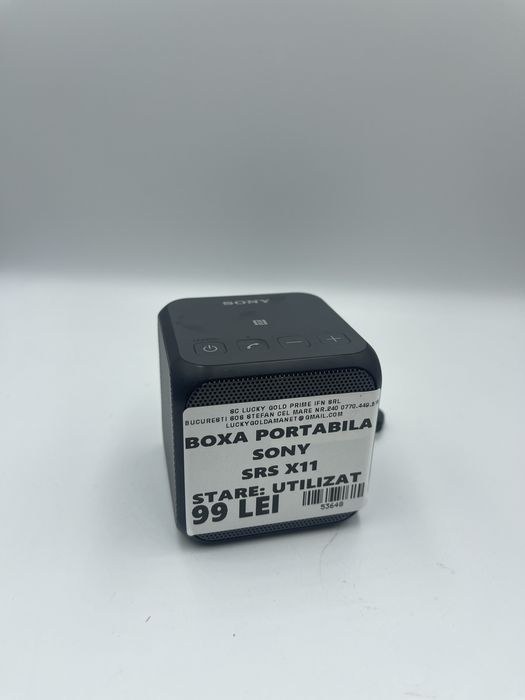 SONY
SC LUCKY GOLD PRIME IFN SRL
BUCURESTI SOS STEFAN CEL MARE NR.240 0770.449.
LUCKYGOLDAMANET@GMAIL.COM
BOXA PORTABILA
SONY
SRS X11
STARE: UTILIZAT
99 LEI
53648